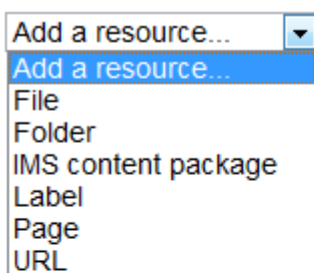 Add a resource...
Add a resource...
File
Folder
IMS content package
Label
Page
URL